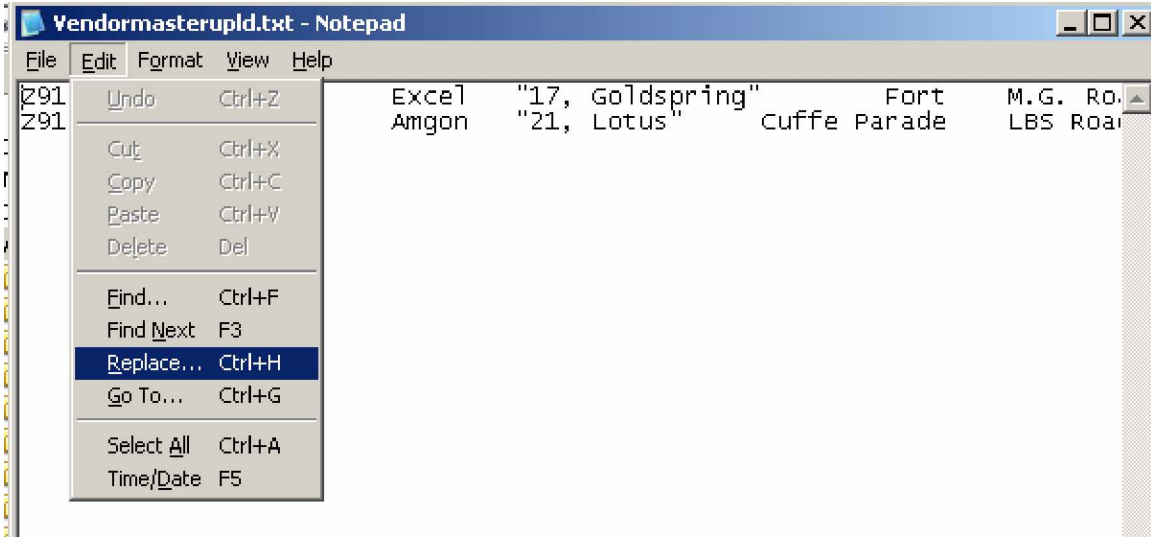 Vendormasterupld.txt - Notepad
File Edit Format View Help
Z91 Excel "17, Goldspring" Fort M.G. Ro
Z91 Amgon "21, Lotus" Cuffe Parade LBS Roa
Undo Ctrl+Z
Cut Ctrl+X
Copy Ctrl+C
Paste Ctrl+V
Delete Del
Find... Ctrl+F
Find Next F3
Replace... Ctrl+H
Go To... Ctrl+G
Select All Ctrl+A
Time/Date F5